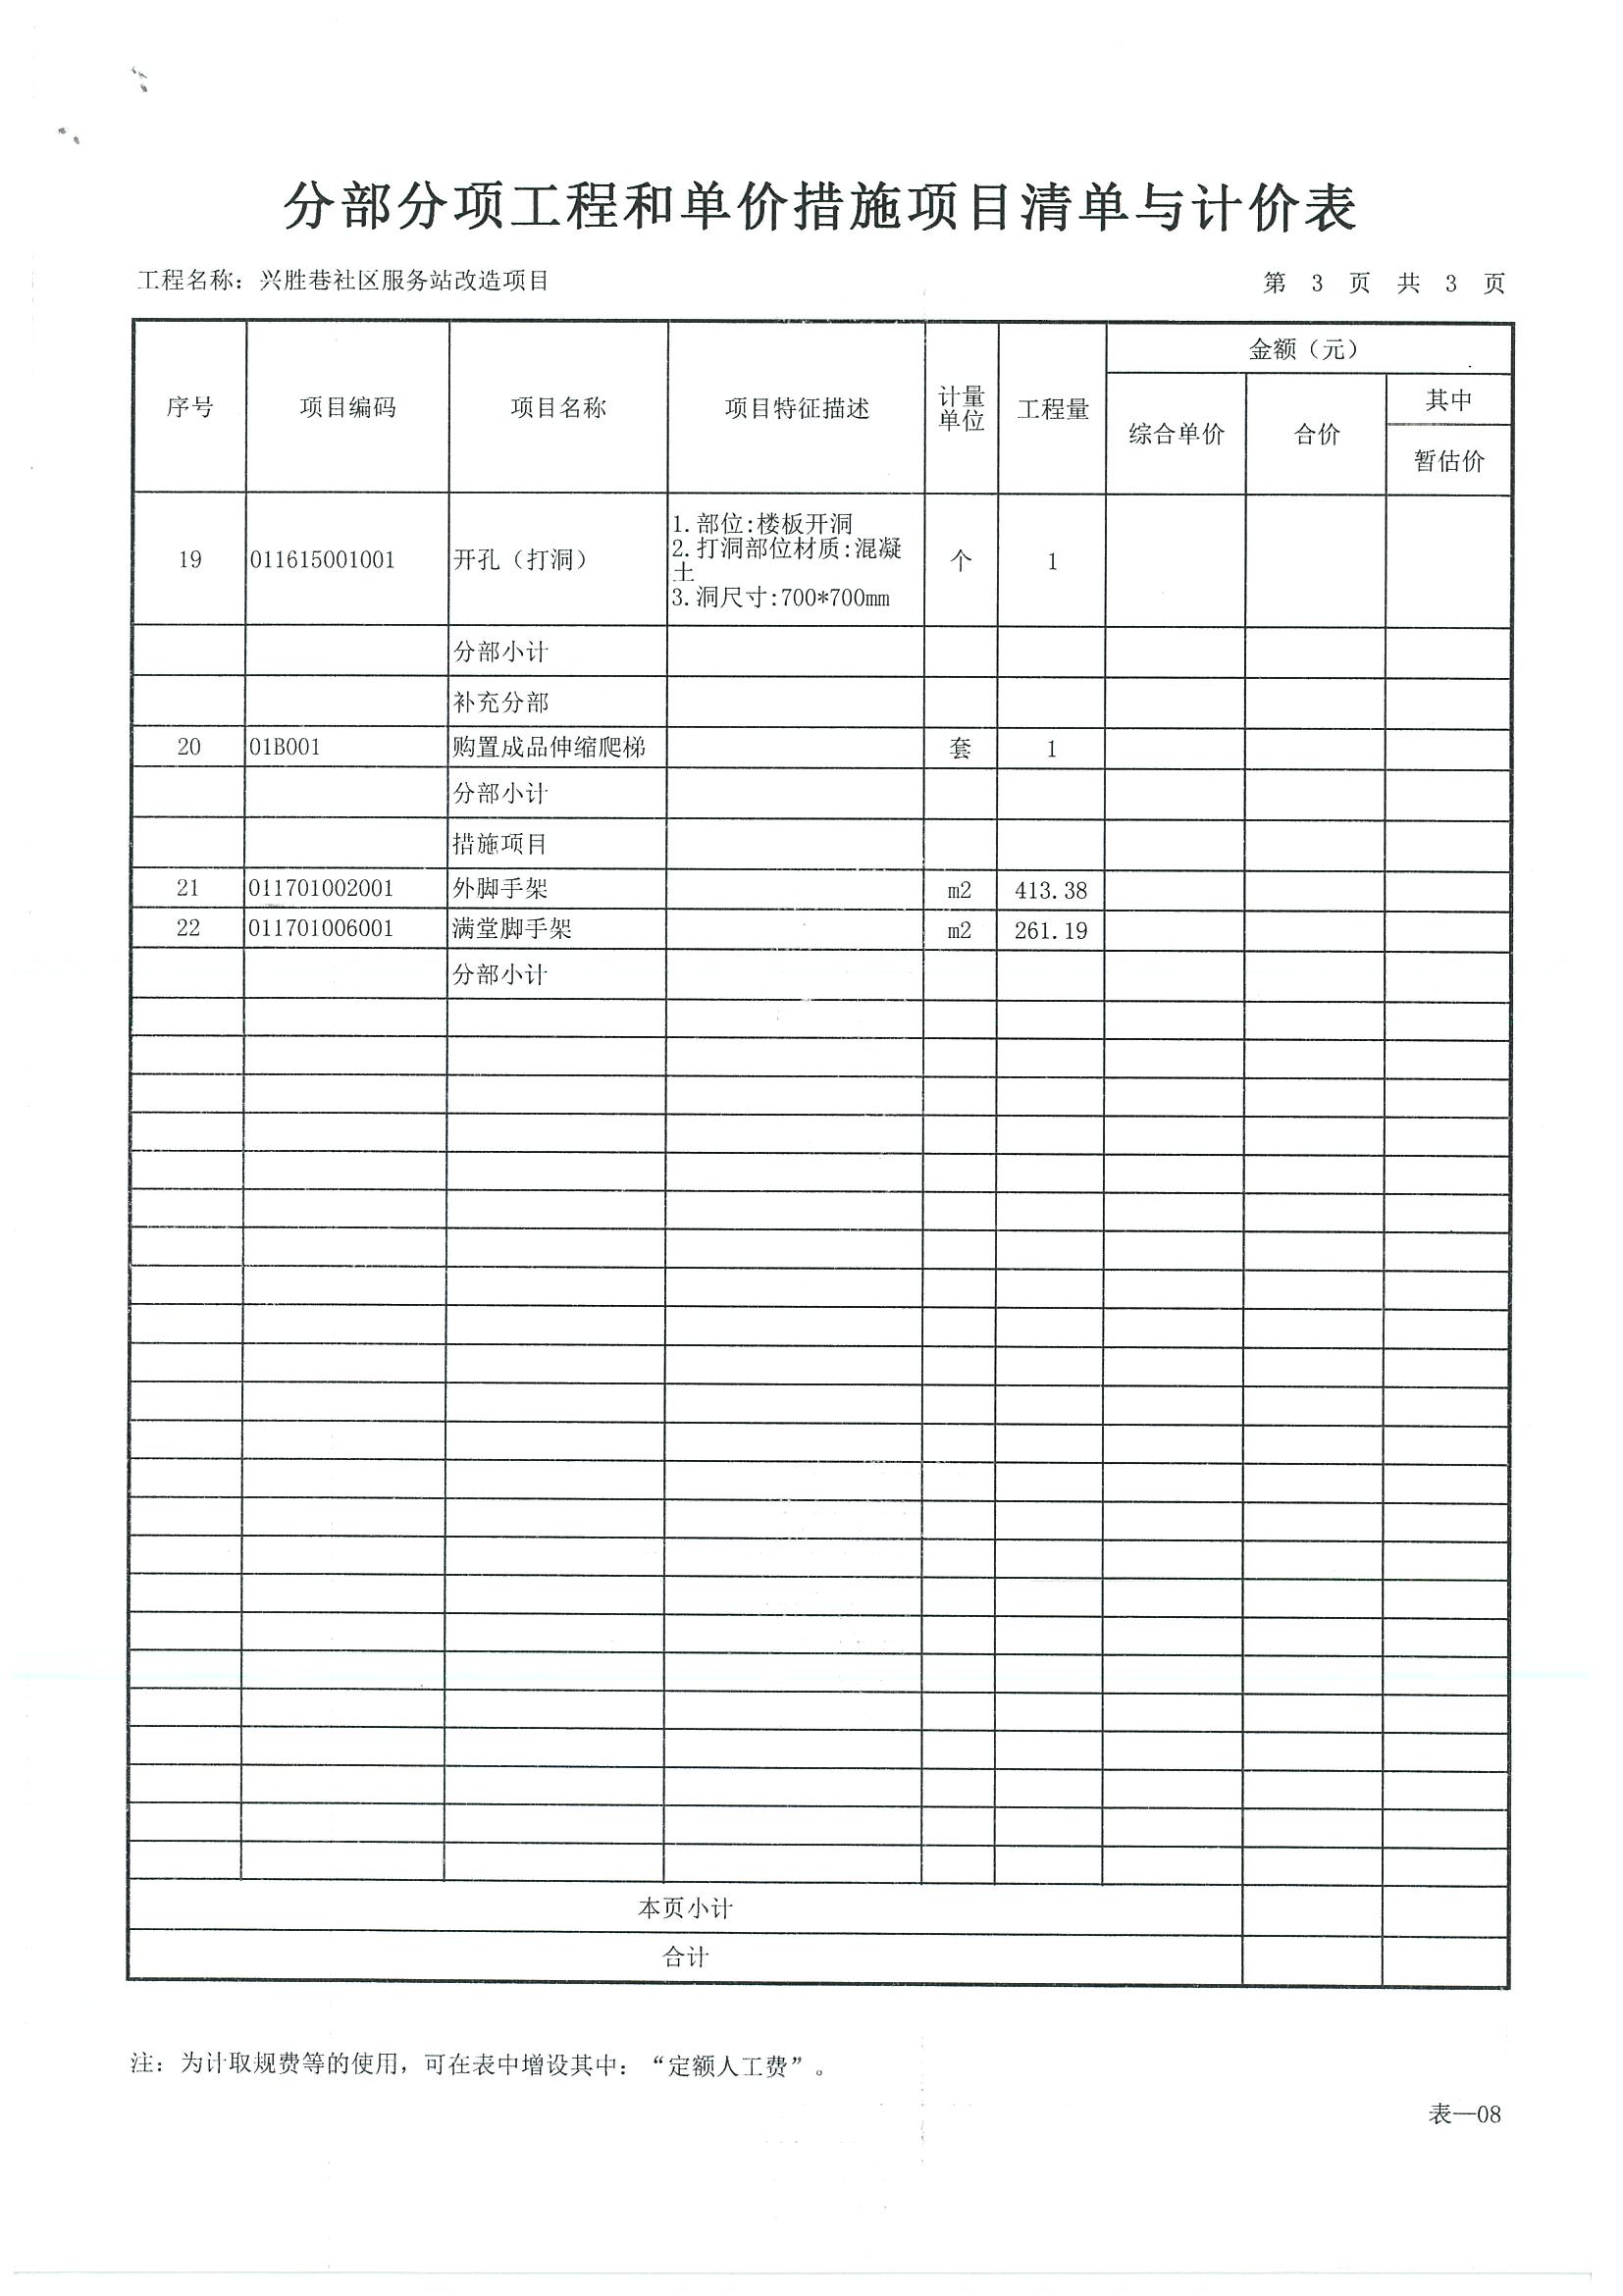 分部分项工程和单价措施项目清单与计价表
工程名称：兴胜巷社区服务站改造项目
第 3 页 共 3 页
序号
项目编码
项目名称
项目特征描述
计量
单位
工程量
金额（元）
综合单价
合价
其中
暂估价
19
011615001001
开孔（打洞）
1.部位:楼板开洞
2.打洞部位材质:混凝
土
3.洞尺寸:700*700mm
个
1
分部小计
补充分部
20
01B001
购置成品伸缩爬梯
套
1
分部小计
措施项目
21
011701002001
外脚手架
m2
413.38
22
011701006001
满堂脚手架
m2
261.19
分部小计
本页小计
合计
注：为计取规费等的使用，可在表中增设其中：“定额人工费”。
表—08